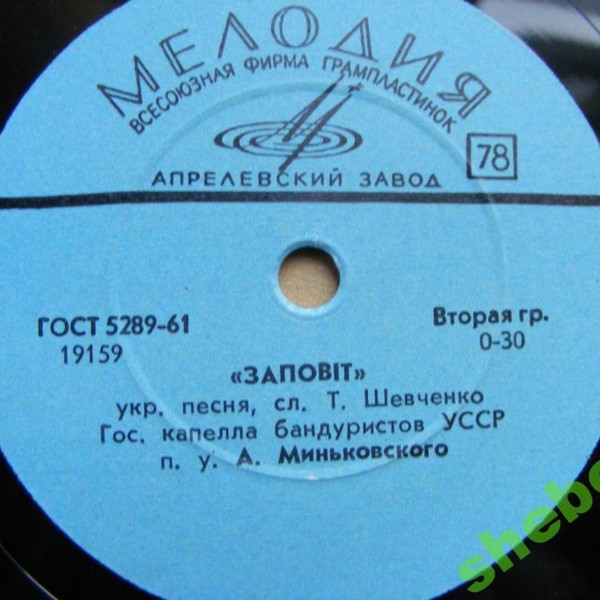 МЕЛОДИЯ
ВСЕСОЮЗНАЯ ФИРМА ГРАМПЛАСТИНОК
78
АПРЕЛЕВСКИЙ ЗАВОД
ГОСТ 5289-61
19159
Вторая гр.
0-30
«ЗАПОВІТ»
укр. песня, сл. Т. Шевченко
Гос. капелла бандуристов УССР
п. у. А. Миньковского